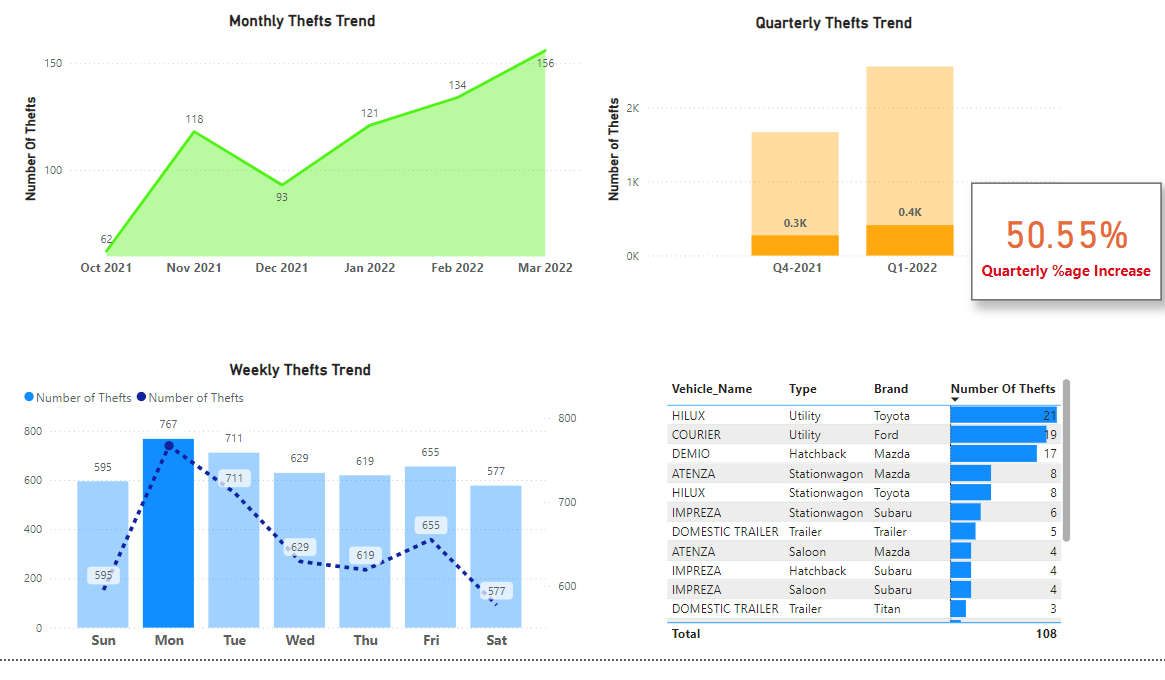 Monthly Thefts Trend
Number Of Thefts
150
100
62
118
93
121
134
156
Oct 2021 Nov 2021 Dec 2021 Jan 2022 Feb 2022 Mar 2022
Quarterly Thefts Trend
Number of Thefts
2K
1K
0K
0.3K
0.4K
Q4-2021 Q1-2022
50.55%
Quarterly %age Increase
Weekly Thefts Trend
Number of Thefts Number of Thefts
800
600
400
200
0
800
700
600
595 767 711 629 619 655 577
595 711 629 619 655 577
Sun Mon Tue Wed Thu Fri Sat
Vehicle_Name Type Brand Number Of Thefts
HILUX Utility Toyota 21
COURIER Utility Ford 19
DEMIO Hatchback Mazda 17
ATENZA Stationwagon Mazda 8
HILUX Stationwagon Toyota 8
IMPREZA Stationwagon Subaru 6
DOMESTIC TRAILER Trailer Trailer 5
ATENZA Saloon Mazda 4
IMPREZA Hatchback Subaru 4
IMPREZA Saloon Subaru 4
DOMESTIC TRAILER Trailer Titan 3
Total 108